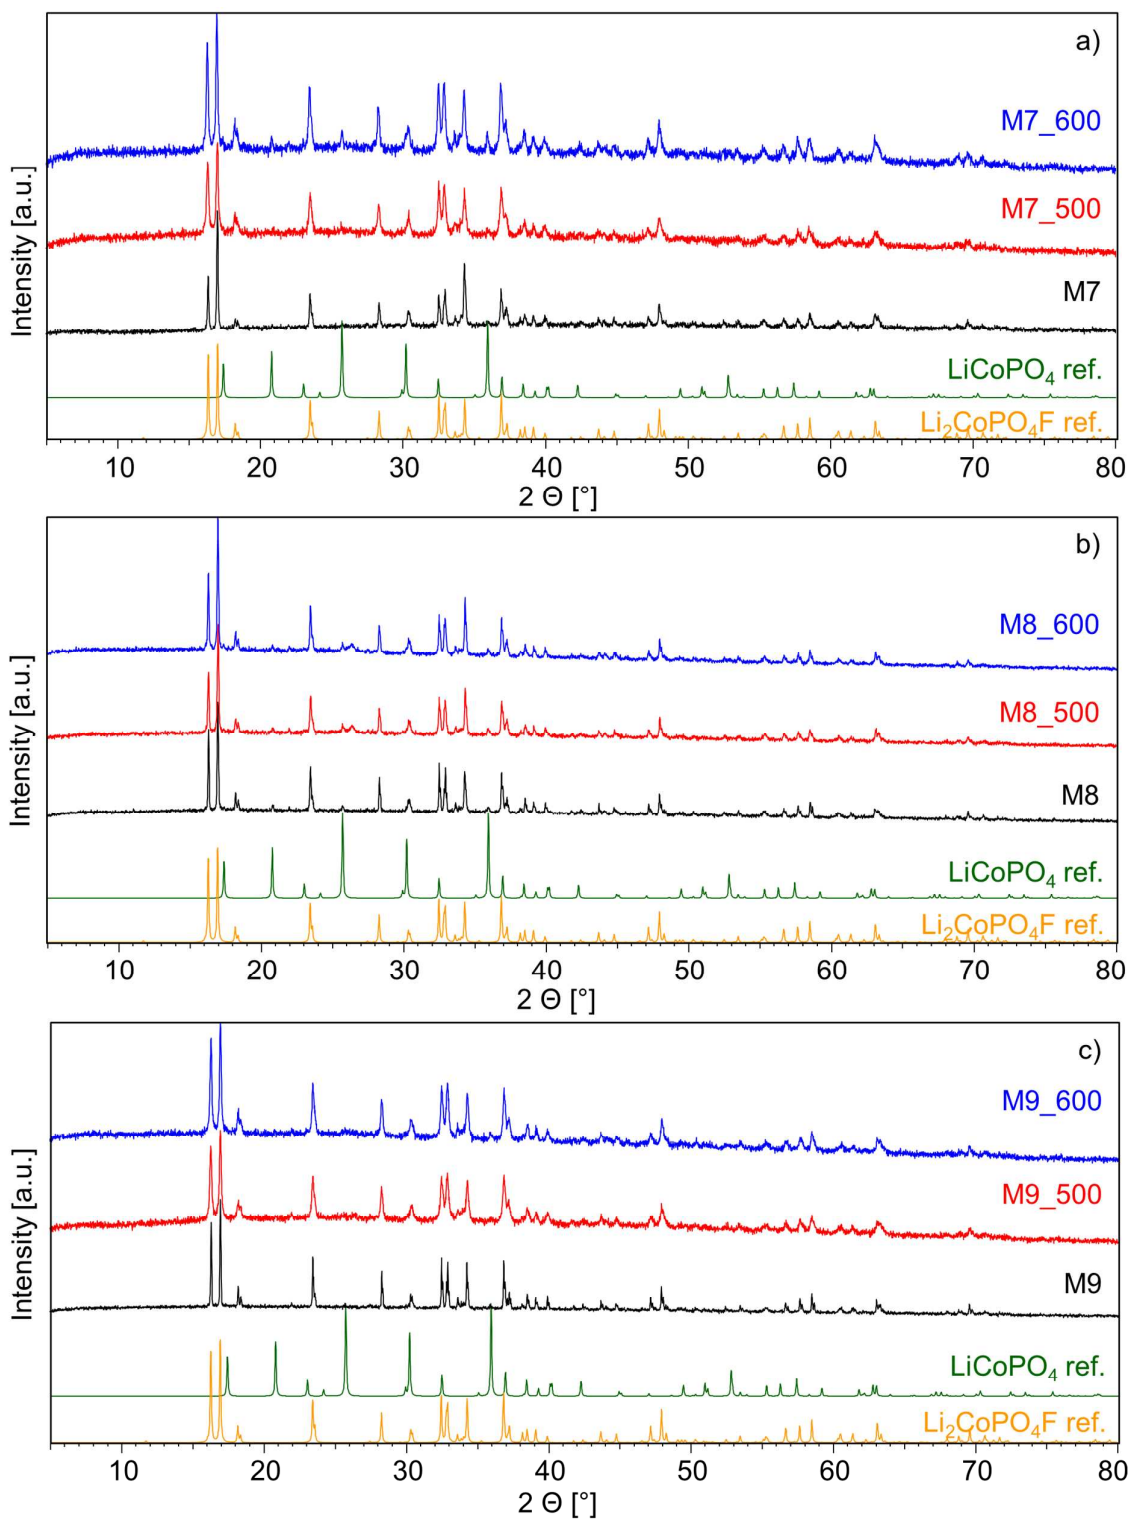 a)
M7_600
M7_500
M7
LiCoPO₄ ref.
Li₂CoPO₄F ref.
Intensity [a.u.]
10 20 30 40 50 60 70 80
2 Θ [°]
b)
M8_600
M8_500
M8
LiCoPO₄ ref.
Li₂CoPO₄F ref.
Intensity [a.u.]
10 20 30 40 50 60 70 80
2 Θ [°]
c)
M9_600
M9_500
M9
LiCoPO₄ ref.
Li₂CoPO₄F ref.
Intensity [a.u.]
10 20 30 40 50 60 70 80
2 Θ [°]